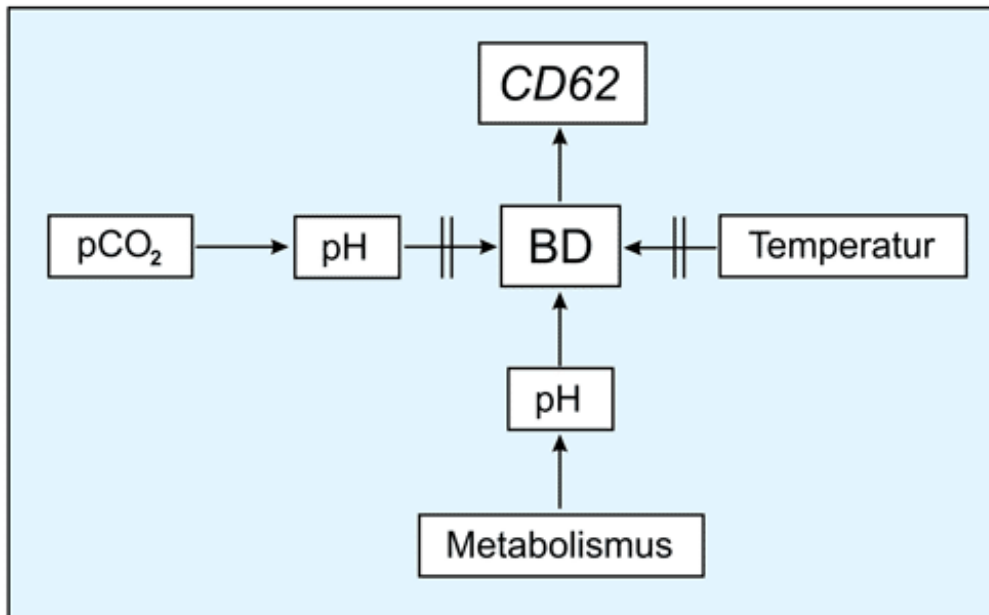 CD62
pCO₂
pH
BD
Temperatur
pH
Metabolismus